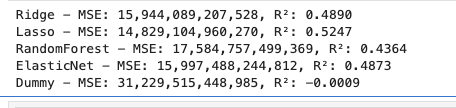 Ridge – MSE: 15,944,089,207,528, R²: 0.4890
Lasso – MSE: 14,829,104,960,270, R²: 0.5247
RandomForest – MSE: 17,584,757,499,369, R²: 0.4364
ElasticNet – MSE: 15,997,488,244,812, R²: 0.4873
Dummy – MSE: 31,229,515,448,985, R²: -0.0009